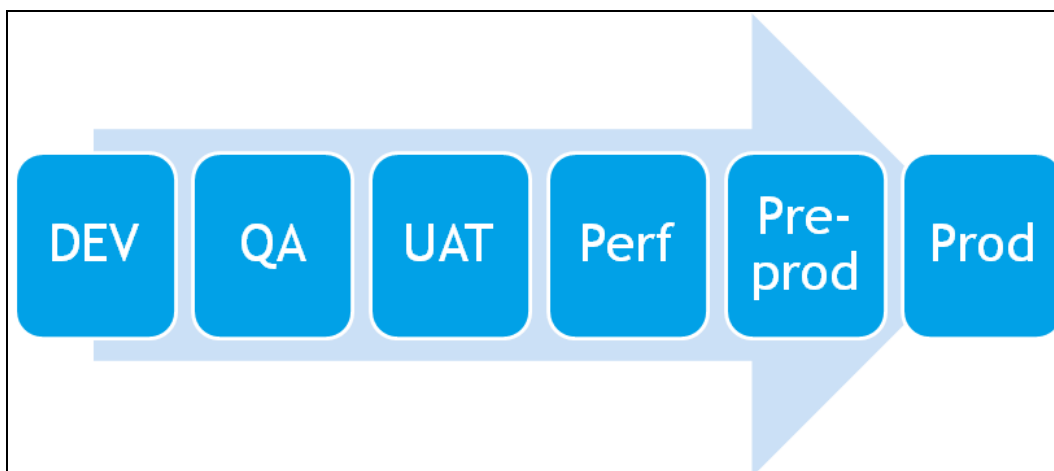 DEV
QA
UAT
Perf
Pre-
prod
Prod